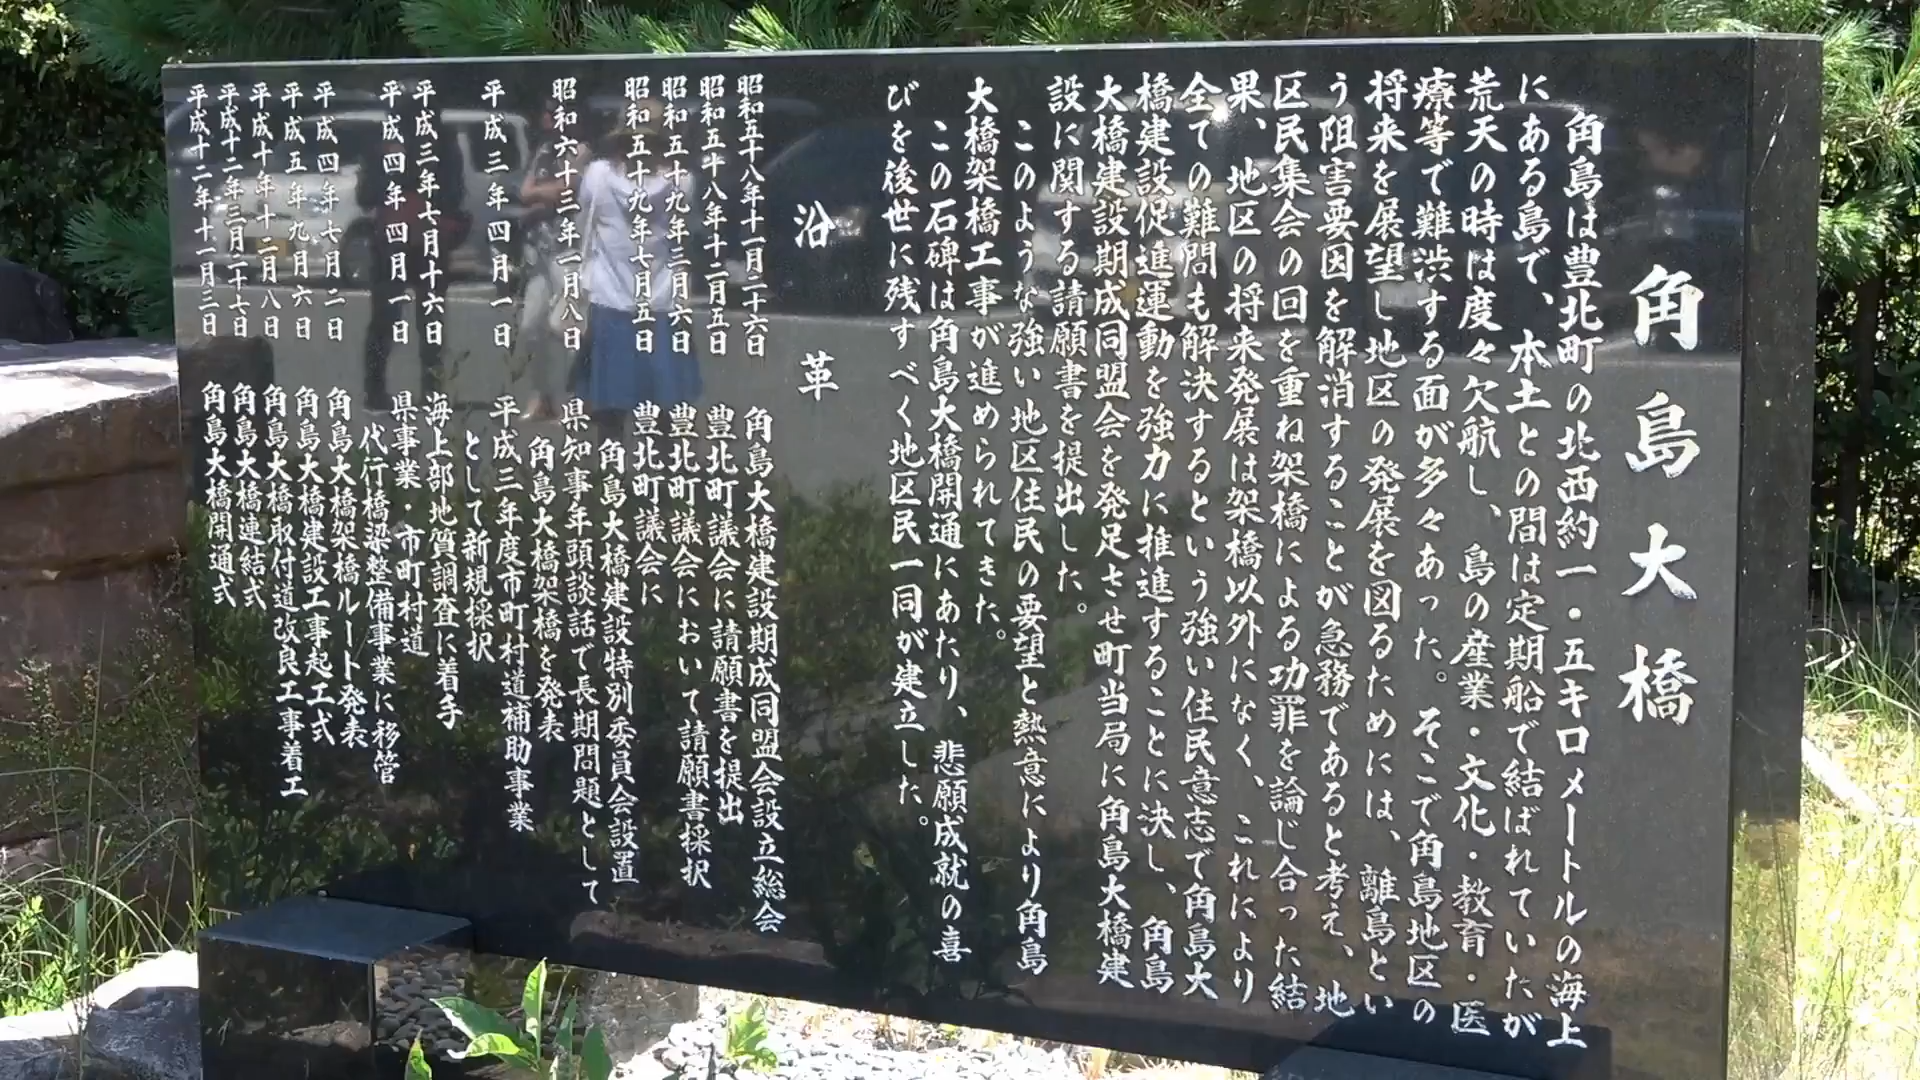 角島大橋
角島は豊北町の北西約一・五キロメートルの海上
にある島で、本土との間は定期船で結ばれていたが
荒天の時は度々欠航し、島の産業・文化・教育・医
療等で難渋する面が多々あった。そこで角島地区の
将来を展望し地区の発展を図るためには、離島とい
う阻害要因を解消することが急務であると考え、地
区民集会の回を重ね架橋による功罪を論じ合った結
果、地区の将来発展は架橋以外になく、これにより
全ての難問も解決するという強い住民意志で角島大
橋建設促進運動を強力に推進することに決し、角島
大橋建設期成同盟会を発足させ町当局に角島大橋建
設に関する請願書を提出した。
このような強い地区住民の要望と熱意により角島
大橋架橋工事が進められてきた。
この石碑は角島大橋開通にあたり、悲願成就の喜
びを後世に残すべく地区民一同が建立した。
沿革
昭和五十八年十一月二十六日 角島大橋建設期成同盟会設立総会
昭和五十八年十二月五日 豊北町議会に請願書を提出
昭和五十九年三月六日 豊北町議会において請願書採択
昭和五十九年七月五日 豊北町議会に
角島大橋建設特別委員会設置
昭和六十三年一月八日 県知事年頭談話で長期問題として
角島大橋架橋を発表
平成三年四月一日 平成三年度市町村道補助事業
として新規採択
平成三年七月十六日 海上部地質調査に着手
平成四年四月一日 県事業・市町村道
代行橋梁整備事業に移管
平成四年七月二日 角島大橋架橋ルート発表
平成五年九月六日 角島大橋建設工事起工式
平成十年十二月八日 角島大橋取付道改良工事着工
平成十二年三月二十七日 角島大橋連結式
平成十二年十一月三日 角島大橋開通式